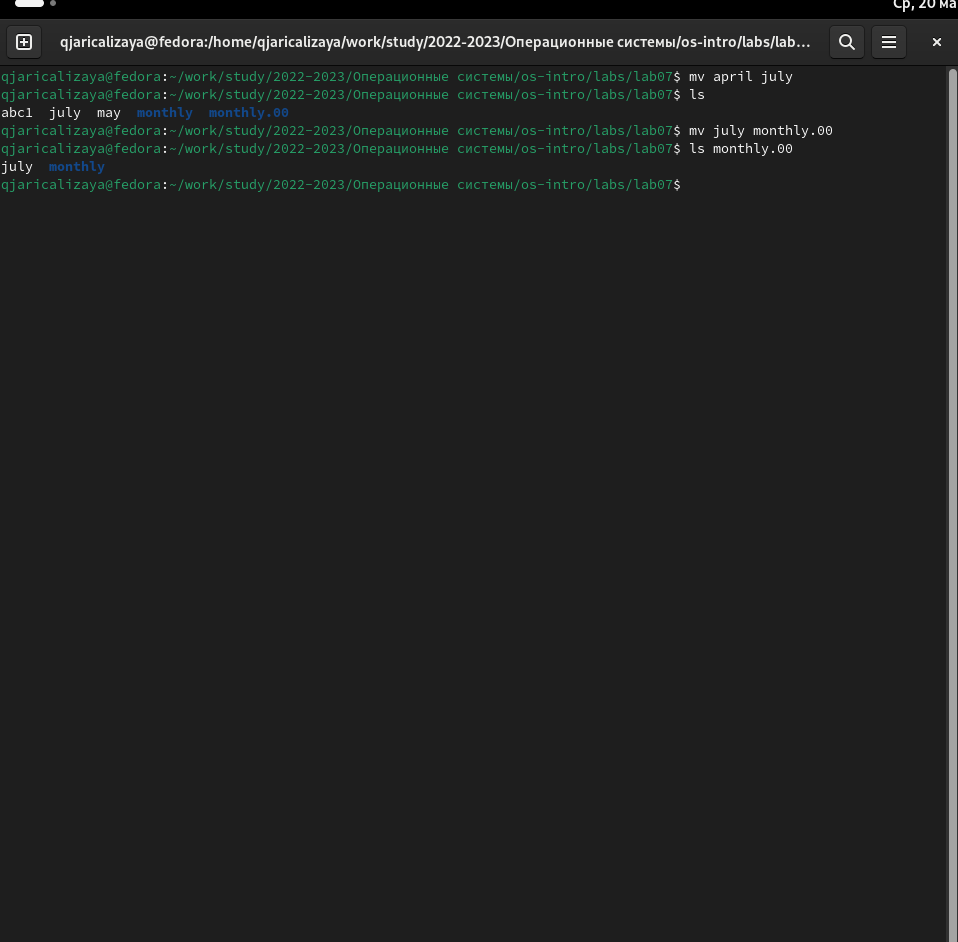 Ср, 20 ма
qjaricalizaya@fedora:/home/qjaricalizaya/work/study/2022-2023/Операционные системы/os-intro/labs/lab...
qjaricalizaya@fedora:~/work/study/2022-2023/Операционные системы/os-intro/labs/lab07$ mv april july
qjaricalizaya@fedora:~/work/study/2022-2023/Операционные системы/os-intro/labs/lab07$ ls
abc1  july  may  monthly  monthly.00
qjaricalizaya@fedora:~/work/study/2022-2023/Операционные системы/os-intro/labs/lab07$ mv july monthly.00
qjaricalizaya@fedora:~/work/study/2022-2023/Операционные системы/os-intro/labs/lab07$ ls monthly.00
july  monthly
qjaricalizaya@fedora:~/work/study/2022-2023/Операционные системы/os-intro/labs/lab07$